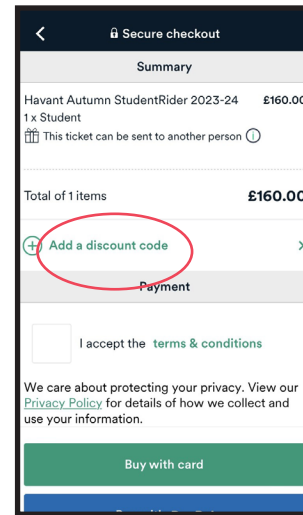 Secure checkout
Summary
Havant Autumn StudentRider 2023-24 £160.00
1 x Student
This ticket can be sent to another person
Total of 1 items £160.00
Add a discount code
Payment
I accept the terms & conditions
We care about protecting your privacy. View our
Privacy Policy for details of how we collect and
use your information.
Buy with card